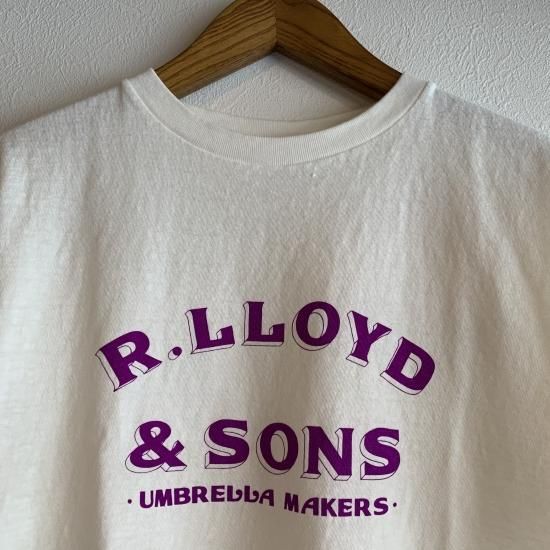 R.LLOYD
& SONS
· UMBRELLA MAKERS ·